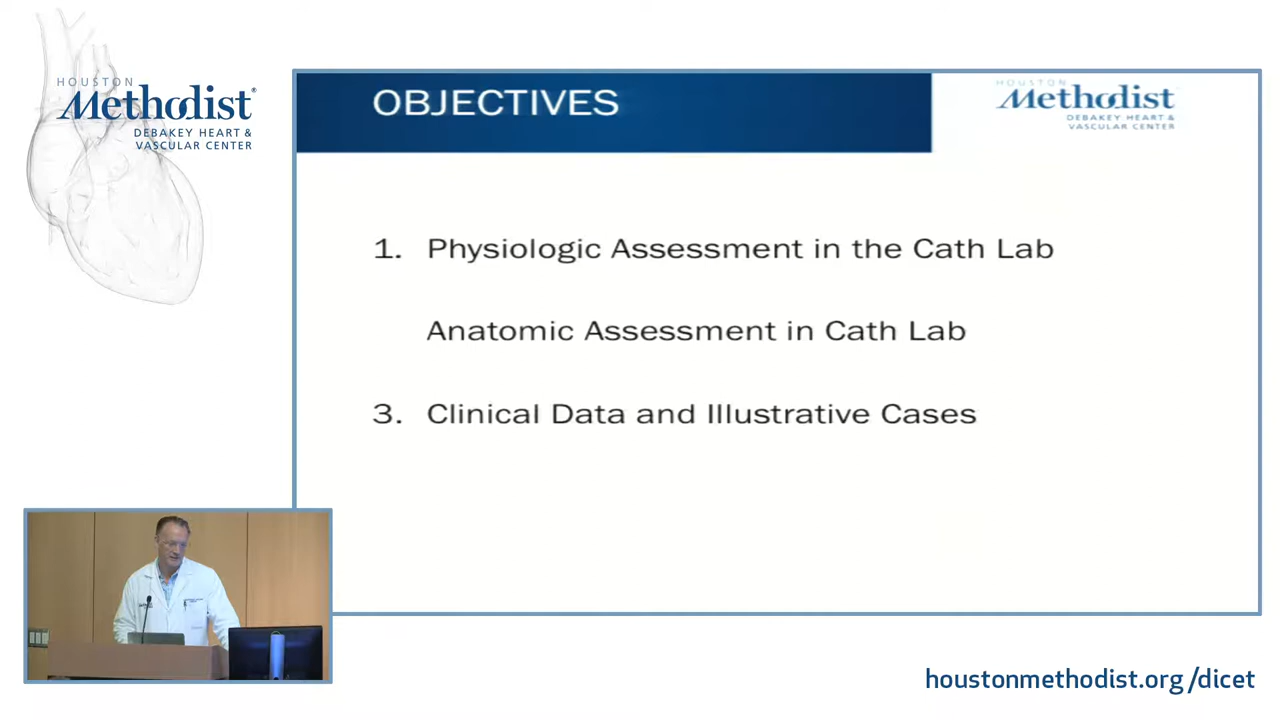 HOUSTON
Methodist®
DEBAKEY HEART &
VASCULAR CENTER
OBJECTIVES
HOUSTON
Methodist
DEBAKEY HEART &
VASCULAR CENTER
1. Physiologic Assessment in the Cath Lab
Anatomic Assessment in Cath Lab
3. Clinical Data and Illustrative Cases
houstonmethodist.org/dicet